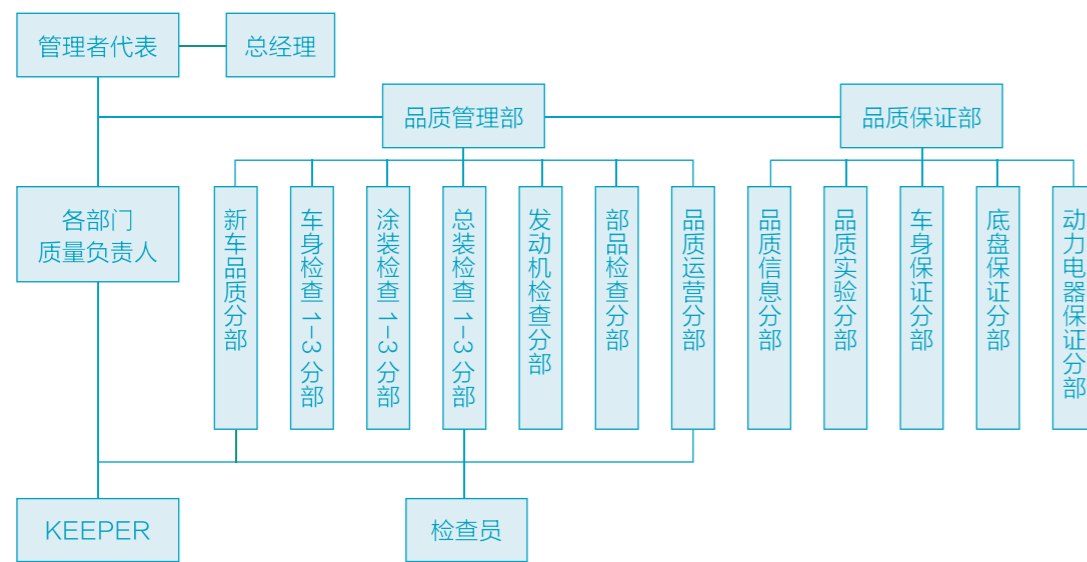 管理者代表
总经理
品质管理部
品质保证部
各部门
质量负责人
新车品质分部
车身检查1-3分部
涂装检查1-3分部
总装检查1-3分部
发动机检查分部
部品检查分部
品质运营分部
品质信息分部
品质实验分部
车身保证分部
底盘保证分部
动力电器保证分部
KEEPER
检查员